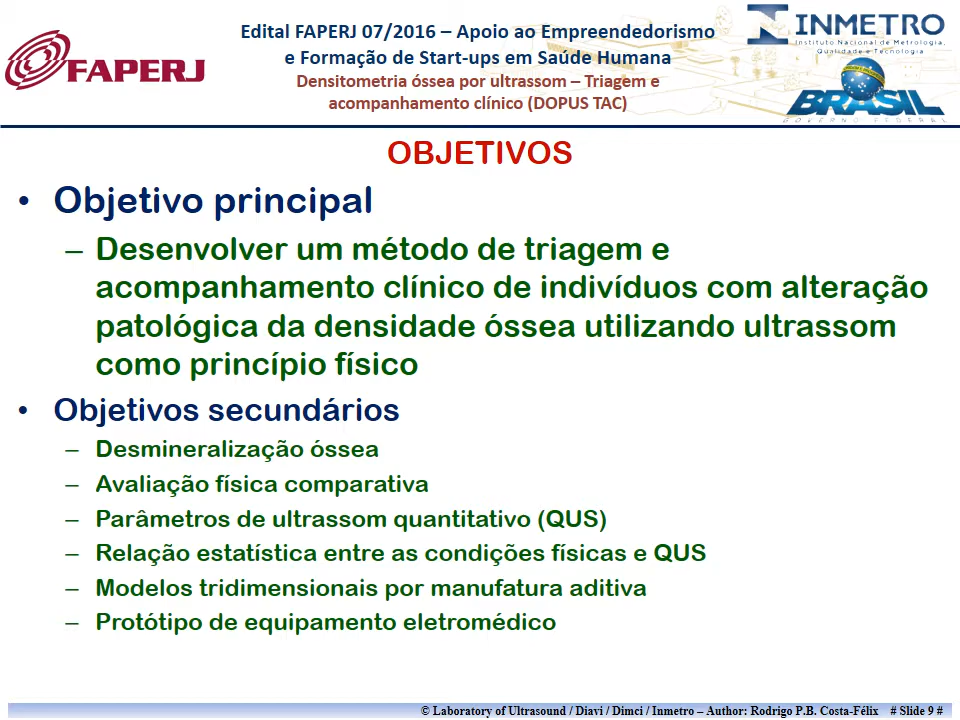 FAPERJ
Edital FAPERJ 07/2016 – Apoio ao Empreendedorismo
e Formação de Start-ups em Saúde Humana
Densitometria óssea por ultrassom – Triagem e
acompanhamento clínico (DOPUS TAC)
INMETRO
Instituto Nacional de Metrologia,
Qualidade e Tecnologia
BRASIL
GOVERNO FEDERAL
OBJETIVOS
• Objetivo principal
– Desenvolver um método de triagem e
acompanhamento clínico de indivíduos com alteração
patológica da densidade óssea utilizando ultrassom
como princípio físico
• Objetivos secundários
– Desmineralização óssea
– Avaliação física comparativa
– Parâmetros de ultrassom quantitativo (QUS)
– Relação estatística entre as condições físicas e QUS
– Modelos tridimensionais por manufatura aditiva
– Protótipo de equipamento eletromédico
© Laboratory of Ultrasound / Diavi / Dimci / Inmetro – Author: Rodrigo P.B. Costa-Félix # Slide 9 #